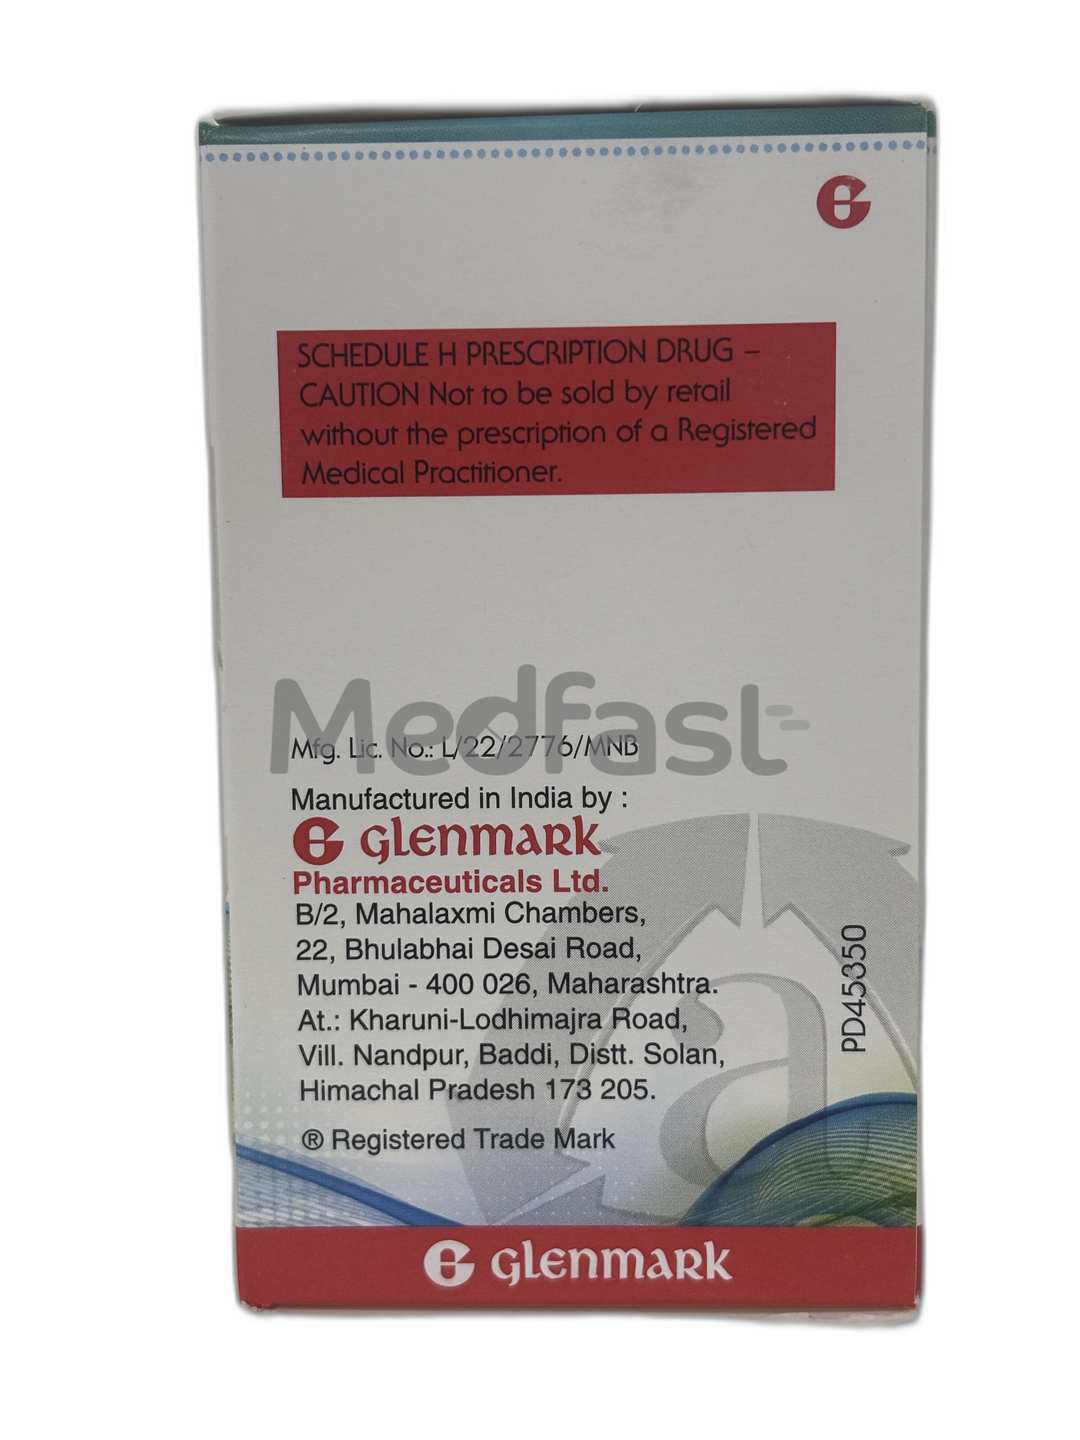 SCHEDULE H PRESCRIPTION DRUG –
CAUTION Not to be sold by retail
without the prescription of a Registered
Medical Practitioner.
Medfast
Mfg. Lic. No.: L/22/2776/MNB
Manufactured in India by :
GLENMARK
Pharmaceuticals Ltd.
B/2, Mahalaxmi Chambers,
22, Bhulabhai Desai Road,
Mumbai - 400 026, Maharashtra.
At.: Kharuni-Lodhimajra Road,
Vill. Nandpur, Baddi, Distt. Solan,
Himachal Pradesh 173 205.
® Registered Trade Mark
PD45350
a
GLENMARK